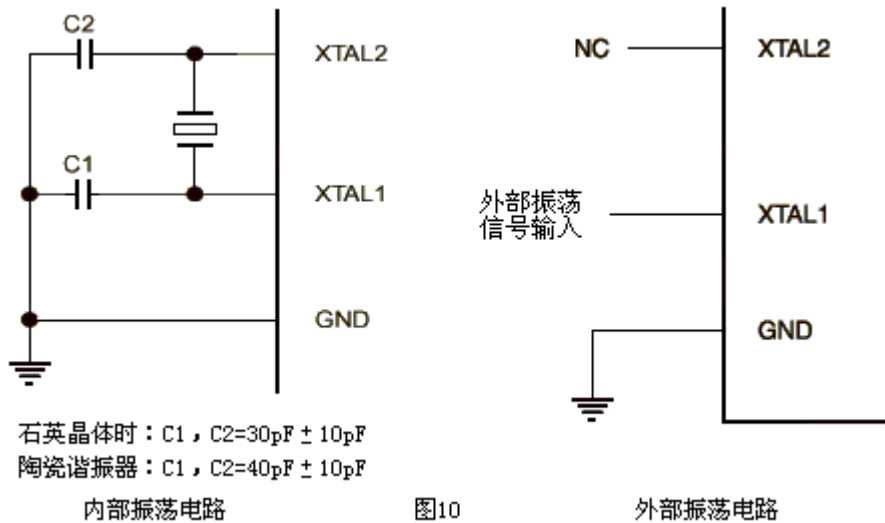 C2
XTAL2
C1
XTAL1
GND
石英晶体时：C1，C2=30pF±10pF
陶瓷谐振器：C1，C2=40pF±10pF
内部振荡电路
图10
NC
XTAL2
外部振荡
信号输入
XTAL1
GND
外部振荡电路